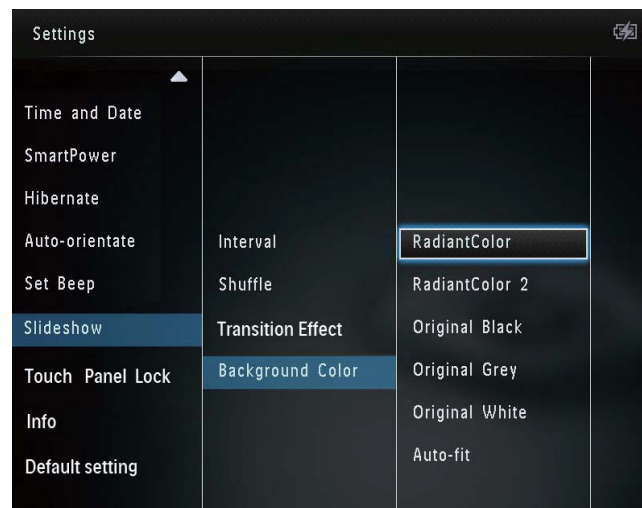 Settings
Time and Date
SmartPower
Hibernate
Auto-orientate
Set Beep
Slideshow
Touch Panel Lock
Info
Default setting
Interval
Shuffle
Transition Effect
Background Color
RadiantColor
RadiantColor 2
Original Black
Original Grey
Original White
Auto-fit